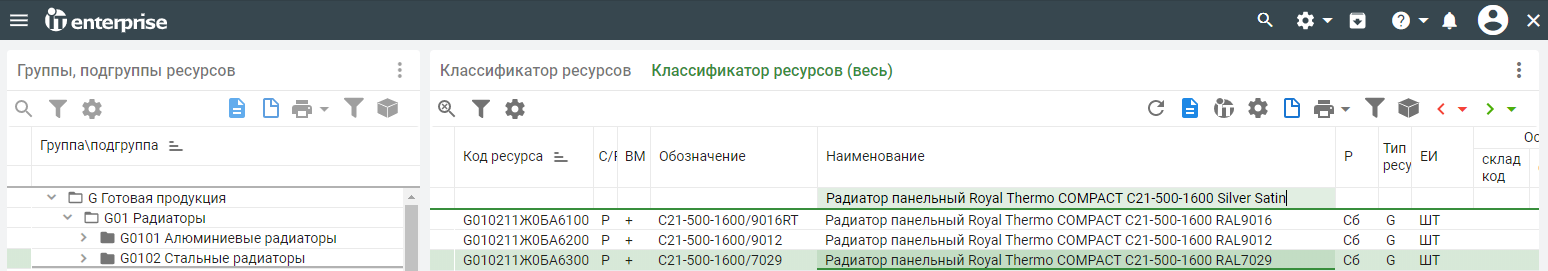 enterprise
Группы, подгруппы ресурсов
Классификатор ресурсов Классификатор ресурсов (весь)
Группа\подгруппа
Код ресурса С/Р ВМ Обозначение Наименование Р Тип ресу ЕИ Ос склад код
G Готовая продукция
Радиатор панельный Royal Thermo COMPACT C21-500-1600 Silver Satin
G01 Радиаторы
G010211Ж0БА6100 Р + C21-500-1600/9016RT Радиатор панельный Royal Thermo COMPACT C21-500-1600 RAL9016 Сб G ШТ
G0101 Алюминиевые радиаторы
G010211Ж0БА6200 Р + C21-500-1600/9012 Радиатор панельный Royal Thermo COMPACT C21-500-1600 RAL9012 Сб G ШТ
G0102 Стальные радиаторы
G010211Ж0БА6300 Р + C21-500-1600/7029 Радиатор панельный Royal Thermo COMPACT C21-500-1600 RAL7029 Сб G ШТ